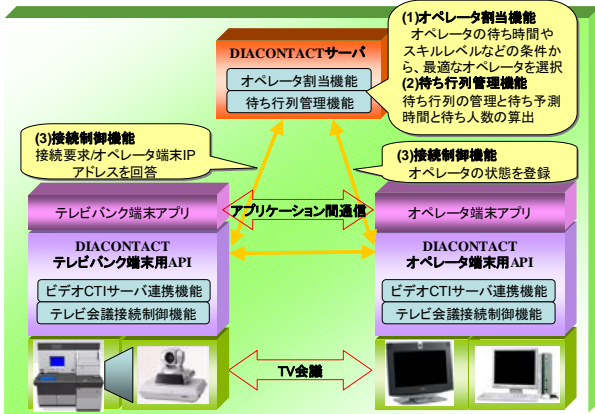 (1)オペレータ割当機能
オペレータの待ち時間や
スキルレベルなどの条件か
ら、最適なオペレータを選択
(2)待ち行列管理機能
待ち行列の管理と待ち予測
時間と待ち人数の算出
DIACONTACTサーバ
オペレータ割当機能
待ち行列管理機能
(3)接続制御機能
接続要求/オペレータ端末IP
アドレスを回答
(3)接続制御機能
オペレータの状態を登録
テレビバンク端末アプリ
アプリケーション間通信
オペレータ端末アプリ
DIACONTACT
テレビバンク端末用API
ビデオCTIサーバ連携機能
テレビ会議接続制御機能
DIACONTACT
オペレータ端末用API
ビデオCTIサーバ連携機能
テレビ会議接続制御機能
TV会議